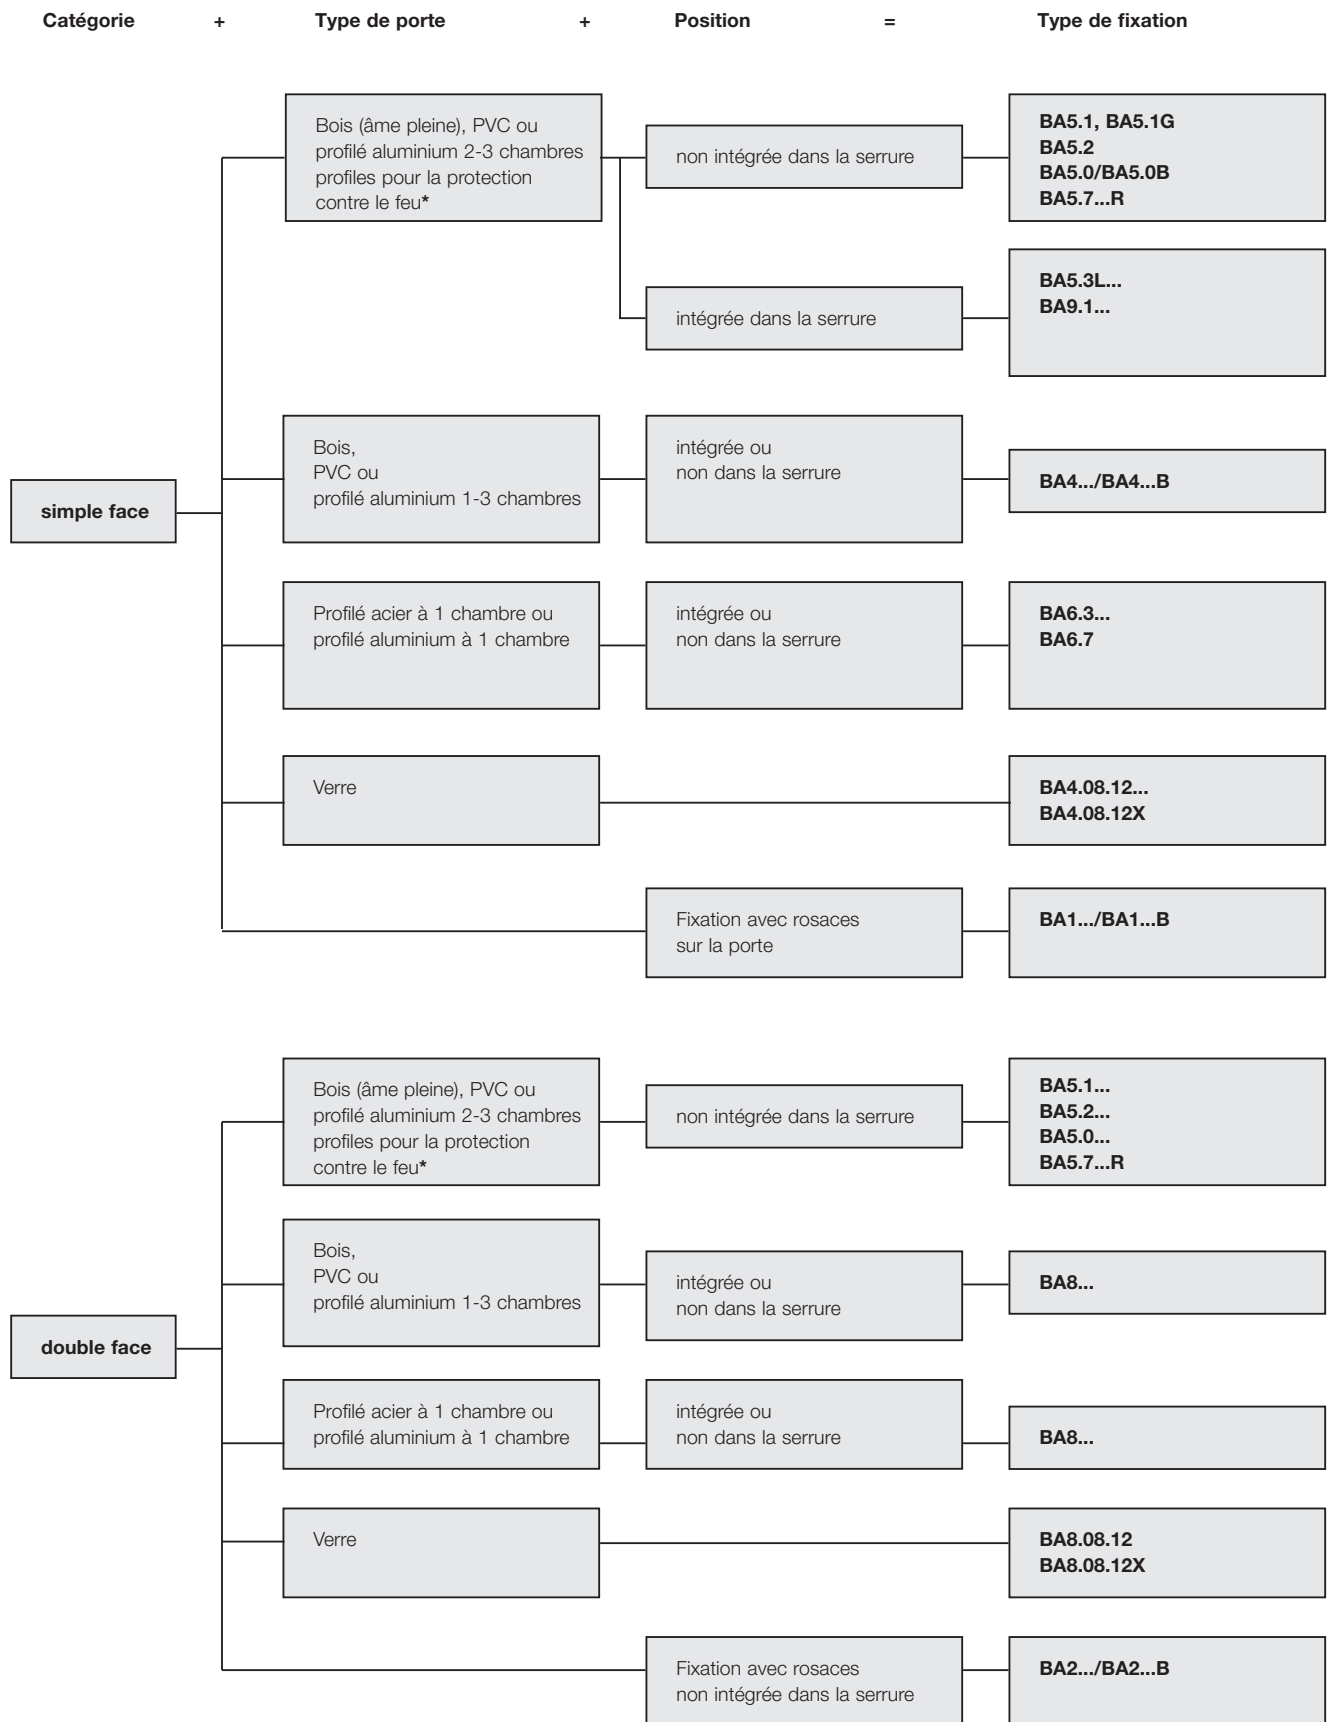 Catégorie + Type de porte + Position = Type de fixation
Bois (âme pleine), PVC ou
profilé aluminium 2-3 chambres
profiles pour la protection
contre le feu*
non intégrée dans la serrure
BA5.1, BA5.1G
BA5.2
BA5.0/BA5.0B
BA5.7...R
intégrée dans la serrure
BA5.3L...
BA9.1...
simple face
Bois,
PVC ou
profilé aluminium 1-3 chambres
intégrée ou
non dans la serrure
BA4.../BA4...B
Profilé acier à 1 chambre ou
profilé aluminium à 1 chambre
intégrée ou
non dans la serrure
BA6.3...
BA6.7
Verre
BA4.08.12...
BA4.08.12X
Fixation avec rosaces
sur la porte
BA1.../BA1...B
Bois (âme pleine), PVC ou
profilé aluminium 2-3 chambres
profiles pour la protection
contre le feu*
non intégrée dans la serrure
BA5.1...
BA5.2...
BA5.0...
BA5.7...R
double face
Bois,
PVC ou
profilé aluminium 1-3 chambres
intégrée ou
non dans la serrure
BA8...
Profilé acier à 1 chambre ou
profilé aluminium à 1 chambre
intégrée ou
non dans la serrure
BA8...
Verre
BA8.08.12
BA8.08.12X
Fixation avec rosaces
non intégrée dans la serrure
BA2.../BA2...B